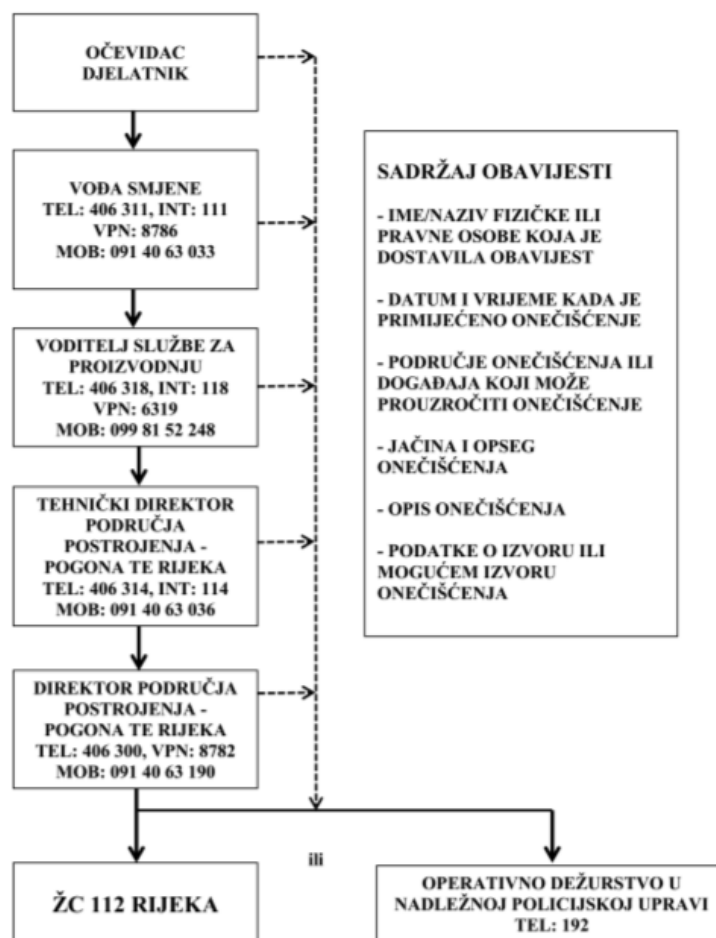 OČEVIDAC
DJELATNIK
VOĐA SMJENE
TEL: 406 311, INT: 111
VPN: 8786
MOB: 091 40 63 033
VODITELJ SLUŽBE ZA
PROIZVODNJU
TEL: 406 318, INT: 118
VPN: 6319
MOB: 099 81 52 248
TEHNIČKI DIREKTOR
PODRUČJA
POSTROJENJA -
POGONA TE RIJEKA
TEL: 406 314, INT: 114
MOB: 091 40 63 036
DIREKTOR PODRUČJA
POSTROJENJA -
POGONA TE RIJEKA
TEL: 406 300, VPN: 8782
MOB: 091 40 63 190
SADRŽAJ OBAVIJESTI
- IME/NAZIV FIZIČKE ILI
PRAVNE OSOBE KOJA JE
DOSTAVILA OBAVIJEST
- DATUM I VRIJEME KADA JE
PRIMIJEĆENO ONEČIŠĆENJE
- PODRUČJE ONEČIŠĆENJA ILI
DOGAĐAJA KOJI MOŽE
PROUZROČITI ONEČIŠĆENJE
- JAČINA I OPSEG
ONEČIŠĆENJA
- OPIS ONEČIŠĆENJA
- PODATKE O IZVORU ILI
MOGUĆEM IZVORU
ONEČIŠĆENJA
ŽC 112 RIJEKA
ili
OPERATIVNO DEŽURSTVO U
NADLEŽNOJ POLICIJSKOJ UPRAVI
TEL: 192